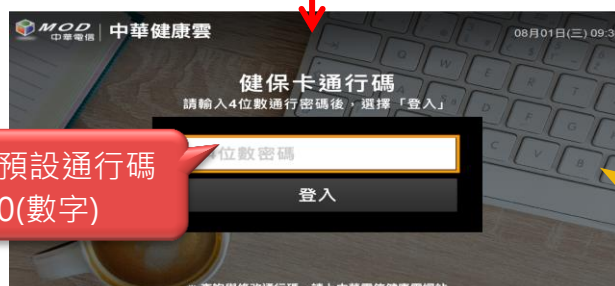 MOD
中華電信
中華健康雲
08月01日(三) 09:3
健保卡通行碼
請輸入4位數通行密碼後，選擇「登入」
位數密碼
登入
預設通行碼
0(數字)